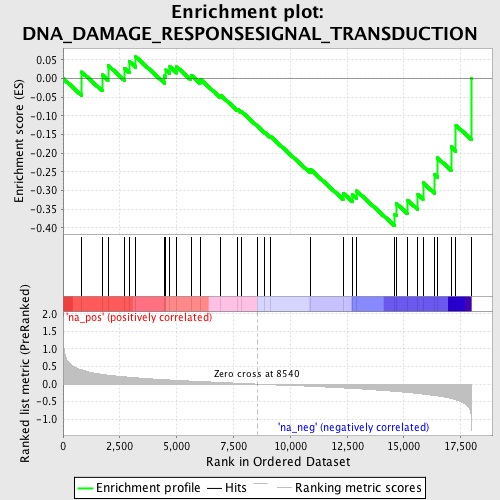 Enrichment plot:
DNA_DAMAGE_RESPONSESIGNAL_TRANSDUCTION
Enrichment score (ES)
0.05
0.00
-0.05
-0.10
-0.15
-0.20
-0.25
-0.30
-0.35
-0.40
'na_pos' (positively correlated)
Ranked list metric (PreRanked)
2.0
1.5
1.0
0.5
0.0
-0.5
-1.0
Zero cross at 8540
'na_neg' (negatively correlated)
0 2,500 5,000 7,500 10,000 12,500 15,000 17,500
Rank in Ordered Dataset
Enrichment profile Hits Ranking metric scores